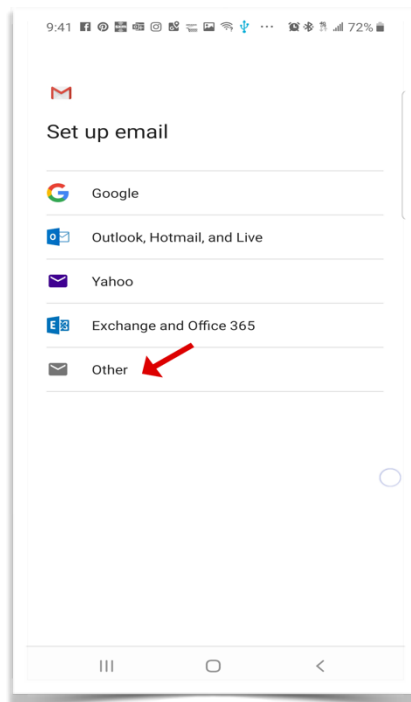 9:41 72%
Set up email
Google
Outlook, Hotmail, and Live
Yahoo
Exchange and Office 365
Other